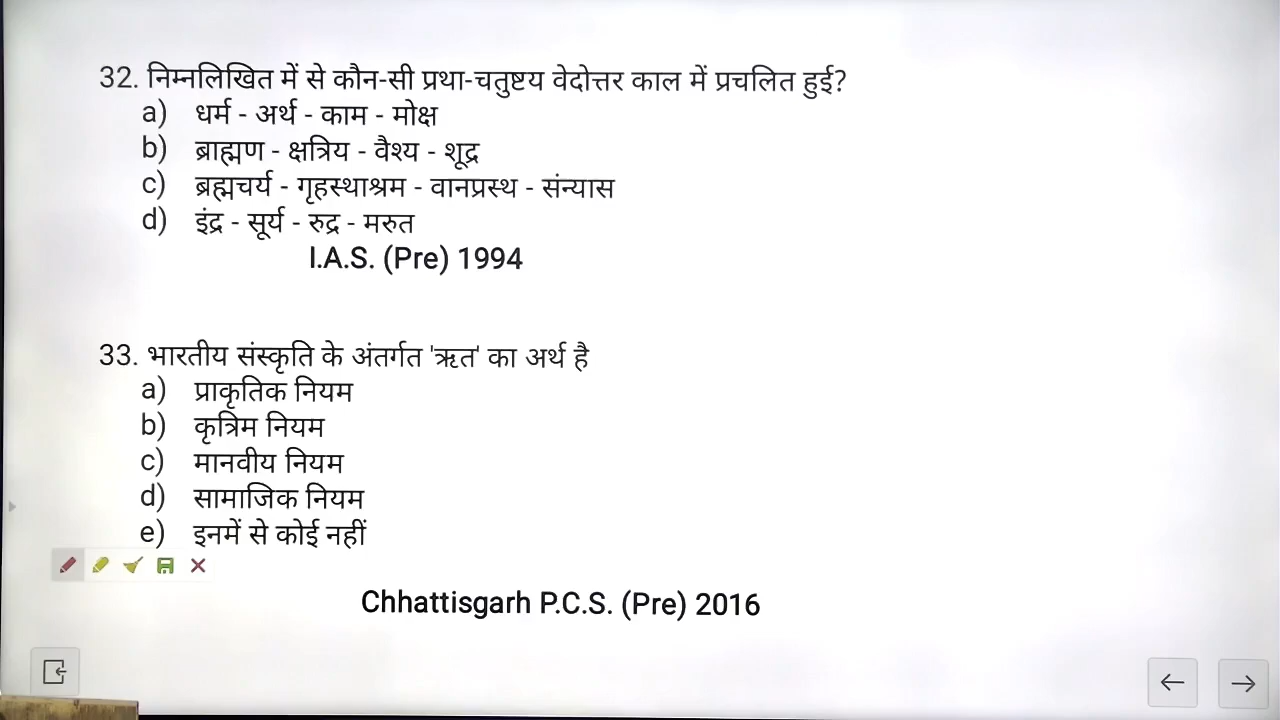 32. निम्नलिखित में से कौन-सी प्रथा-चतुष्टय वेदोत्तर काल में प्रचलित हुई?
a) धर्म - अर्थ - काम - मोक्ष
b) ब्राह्मण - क्षत्रिय - वैश्य - शूद्र
c) ब्रह्मचर्य - गृहस्थाश्रम - वानप्रस्थ - संन्यास
d) इंद्र - सूर्य - रुद्र - मरुत
I.A.S. (Pre) 1994
33. भारतीय संस्कृति के अंतर्गत 'ऋत' का अर्थ है
a) प्राकृतिक नियम
b) कृत्रिम नियम
c) मानवीय नियम
d) सामाजिक नियम
e) इनमें से कोई नहीं
Chhattisgarh P.C.S. (Pre) 2016